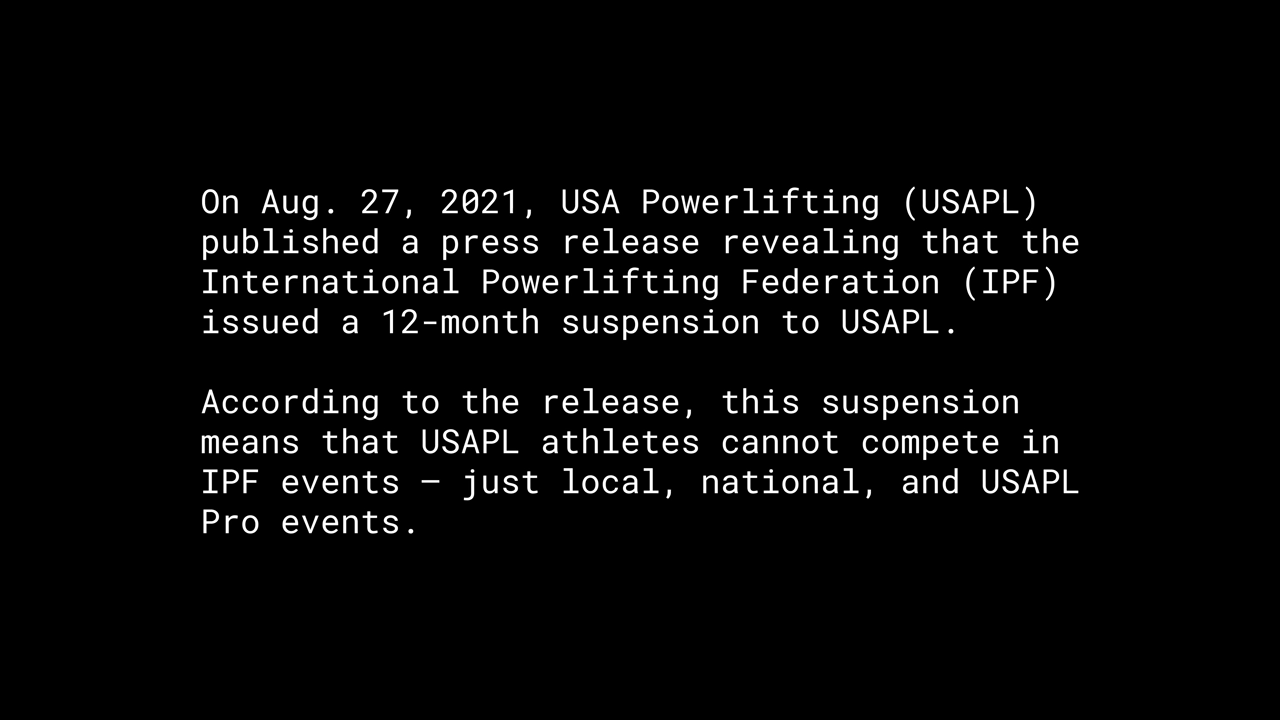 On Aug. 27, 2021, USA Powerlifting (USAPL)
published a press release revealing that the
International Powerlifting Federation (IPF)
issued a 12-month suspension to USAPL.
According to the release, this suspension
means that USAPL athletes cannot compete in
IPF events — just local, national, and USAPL
Pro events.